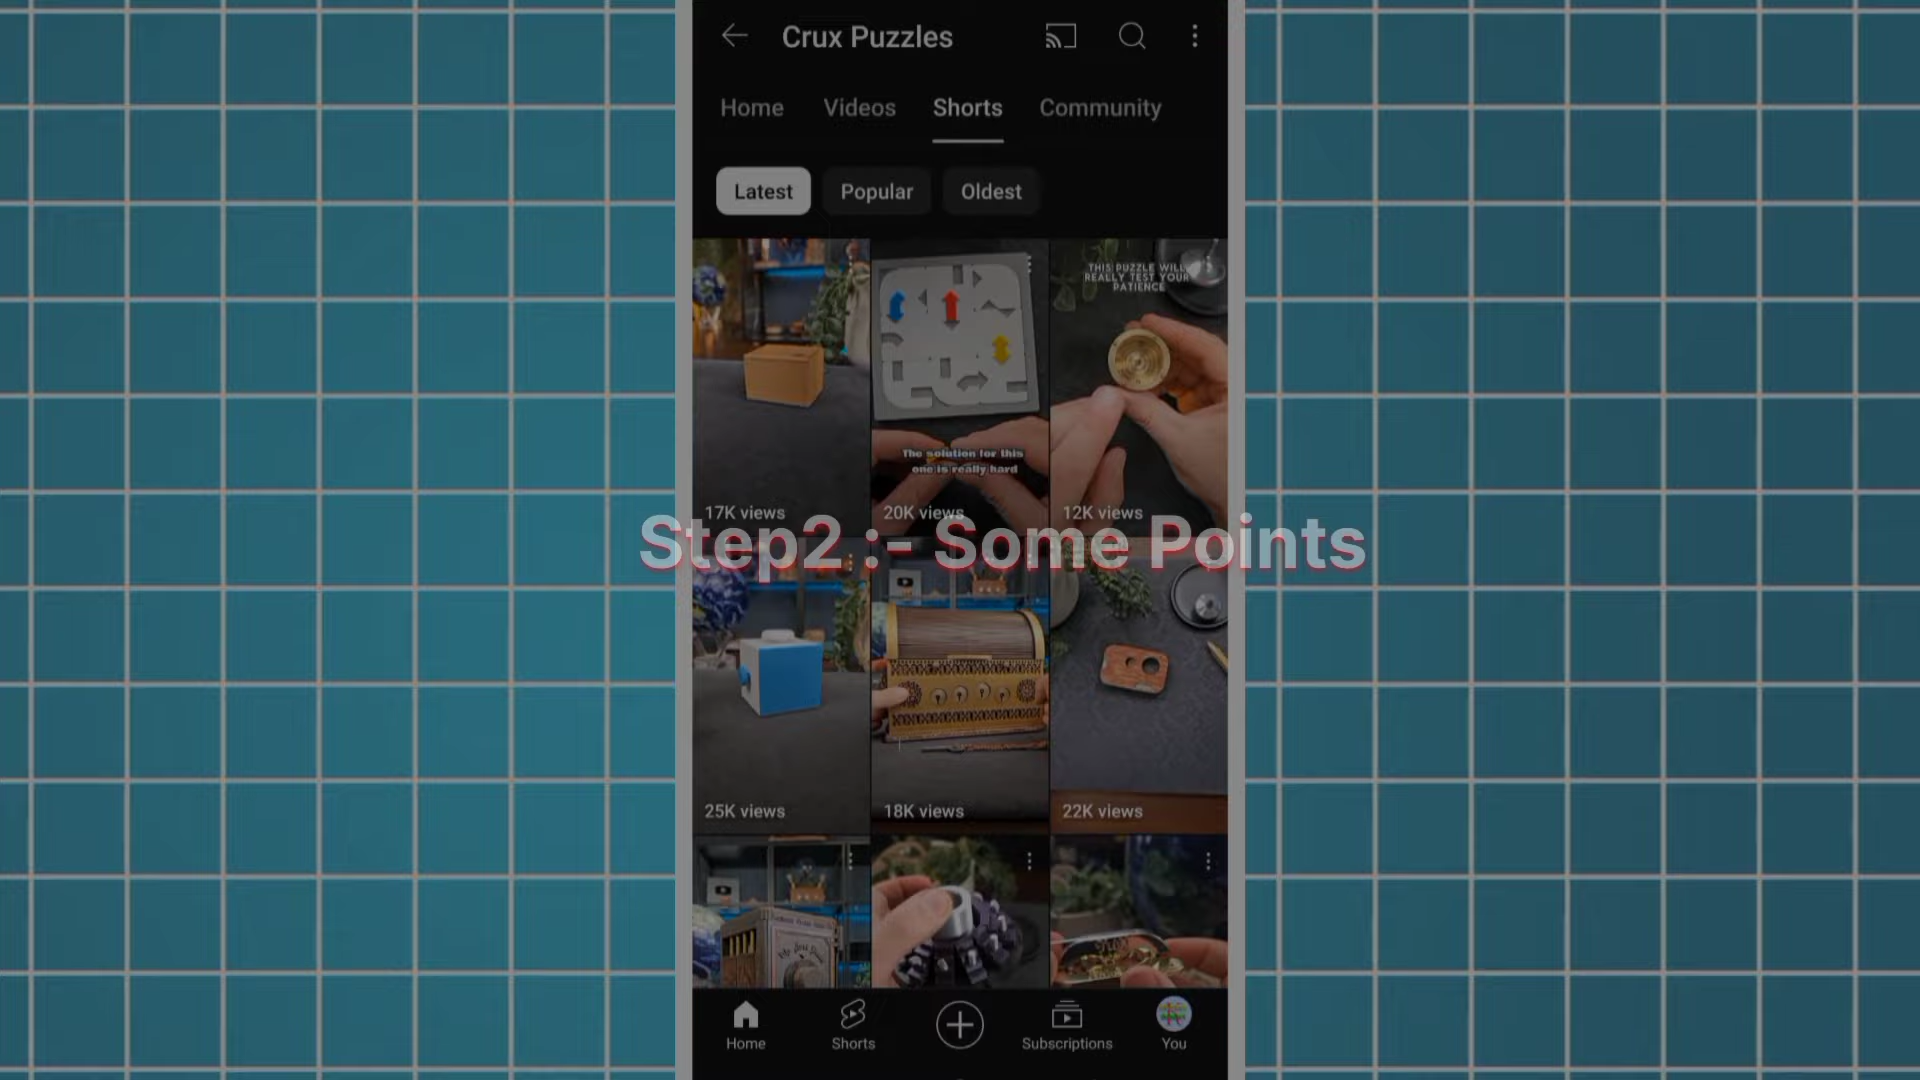 Crux Puzzles
Home Videos Shorts Community
Latest Popular Oldest
THIS PUZZLE WILL
REALLY TEST YOUR
PATIENCE
The solution for this
one is really hard
17K views 20K views 12K views
Step2 :- Some Points
25K views 18K views 22K views
Home Shorts Subscriptions You